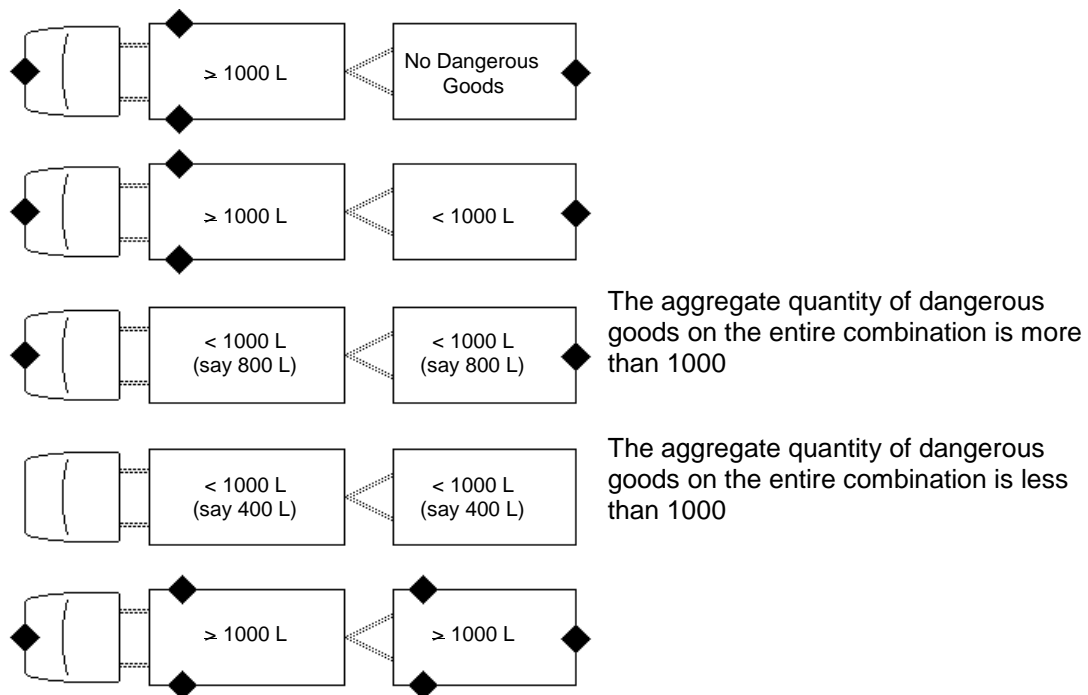 ≥ 1000 L
No Dangerous
Goods
≥ 1000 L
< 1000 L
< 1000 L
(say 800 L)
< 1000 L
(say 800 L)
The aggregate quantity of dangerous
goods on the entire combination is more
than 1000
< 1000 L
(say 400 L)
< 1000 L
(say 400 L)
The aggregate quantity of dangerous
goods on the entire combination is less
than 1000
≥ 1000 L
≥ 1000 L